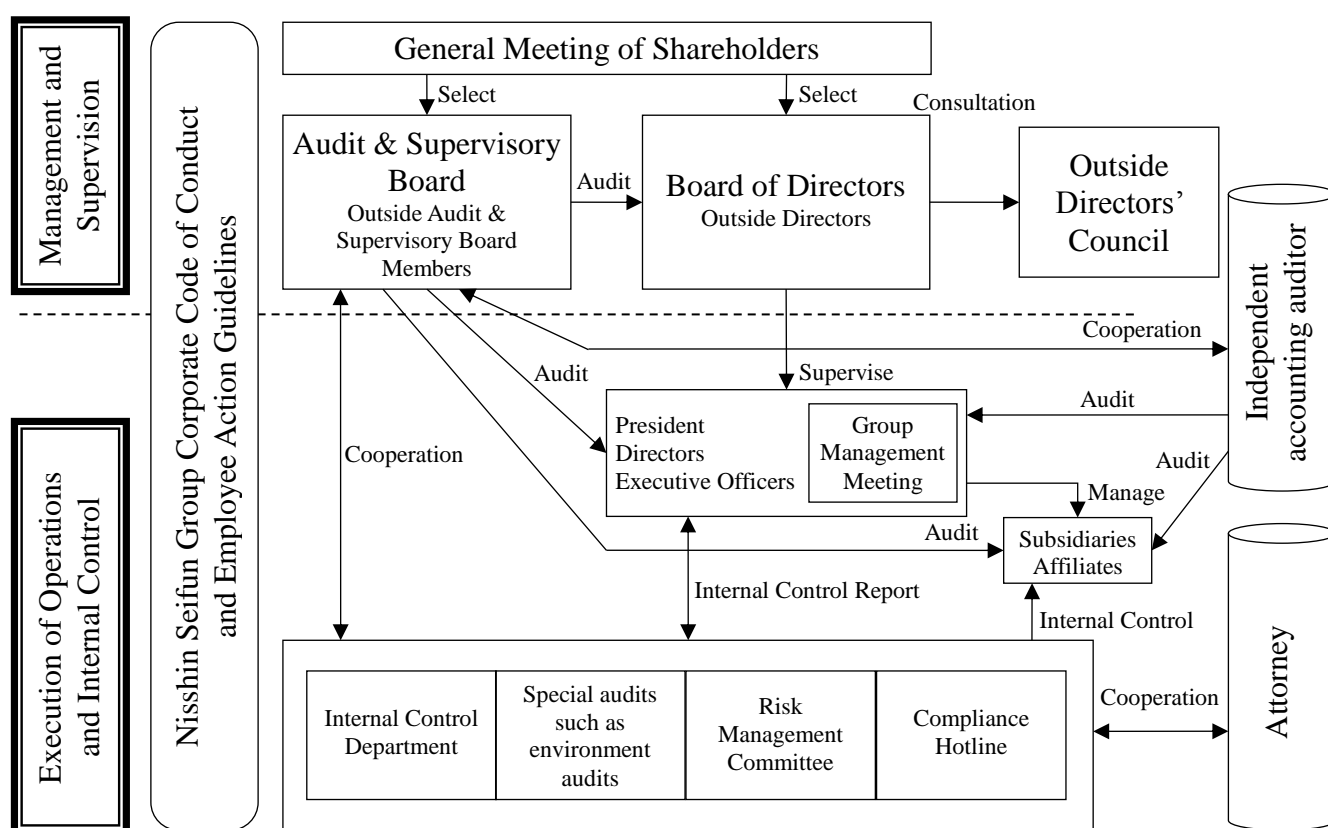 Management and
Supervision
Execution of Operations
and Internal Control
Nisshin Seifun Group Corporate Code of Conduct
and Employee Action Guidelines
General Meeting of Shareholders
Select
Select
Consultation
Audit & Supervisory
Board
Outside Audit &
Supervisory Board
Members
Audit
Board of Directors
Outside Directors
Outside
Directors’
Council
Independent
accounting auditor
Cooperation
Supervise
Audit
Audit
Cooperation
President
Directors
Executive Officers
Group
Management
Meeting
Audit
Manage
Audit
Subsidiaries
Affiliates
Internal Control Report
Internal Control
Internal Control
Department
Special audits
such as
environment
audits
Risk
Management
Committee
Compliance
Hotline
Cooperation
Attorney